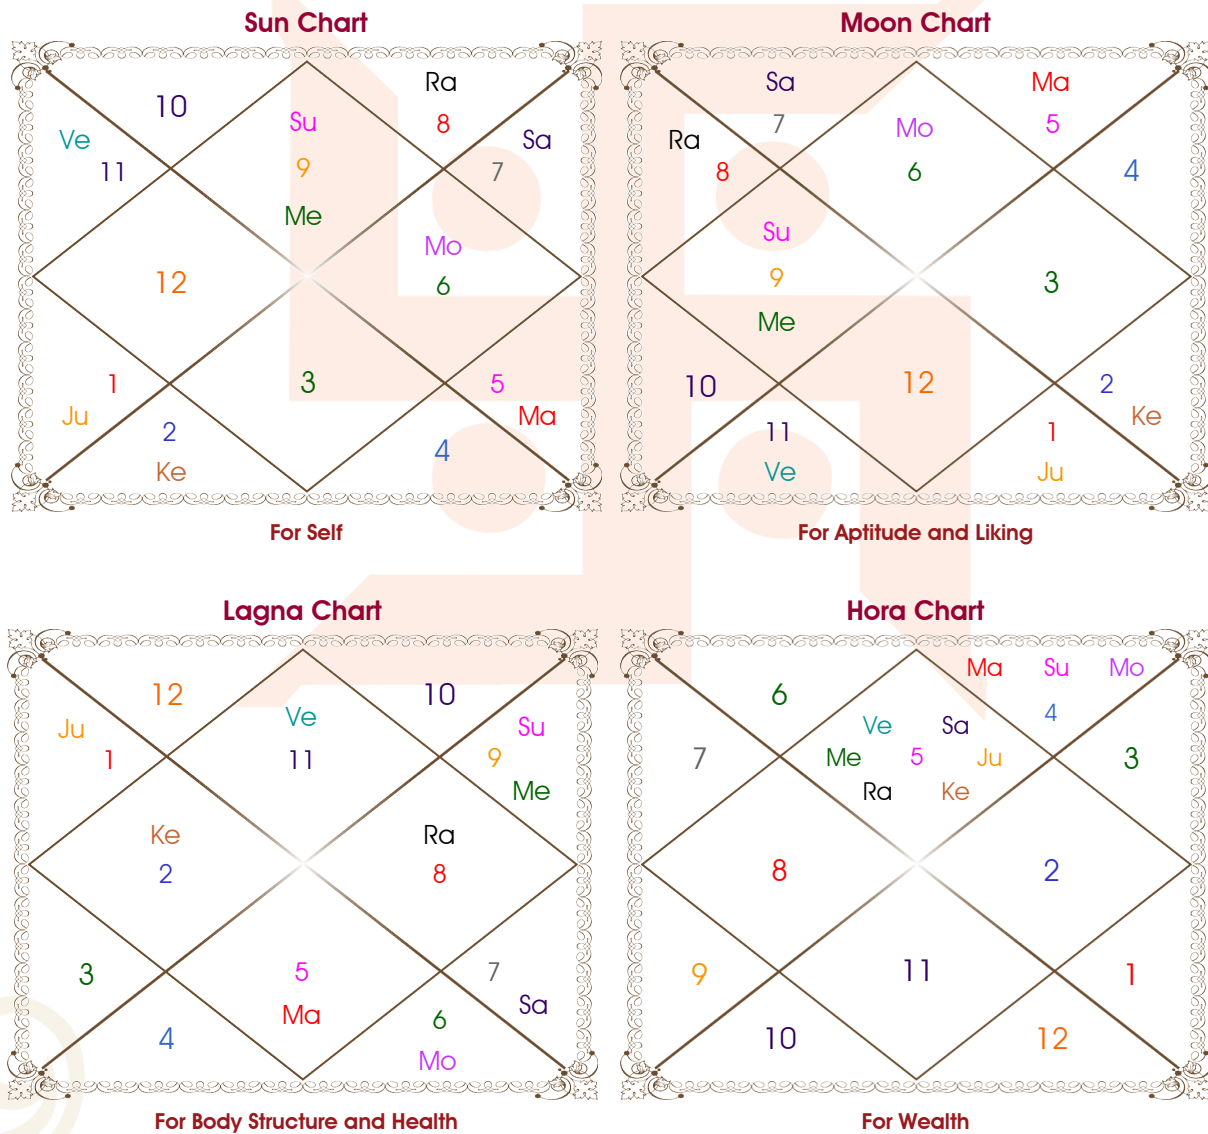 Sun Chart
10
Ra
Su
8
Ve
Sa
11
9
7
Me
Mo
12
6
1
3
5
Ju
Ma
2
4
Ke
For Self
Moon Chart
Sa
Ma
7
Mo
5
Ra
8
6
4
Su
9
3
Me
10
12
2
Ke
11
1
Ve
Ju
For Aptitude and Liking
Lagna Chart
12
10
Ve
Ju
Su
1
11
9
Me
Ke
Ra
2
8
3
5
7
Ma
Sa
4
6
Mo
For Body Structure and Health
Hora Chart
Ma Su Mo
6
4
Ve Sa
7
Me 5 Ju
3
Ra Ke
8
2
9
11
1
10
12
For Wealth